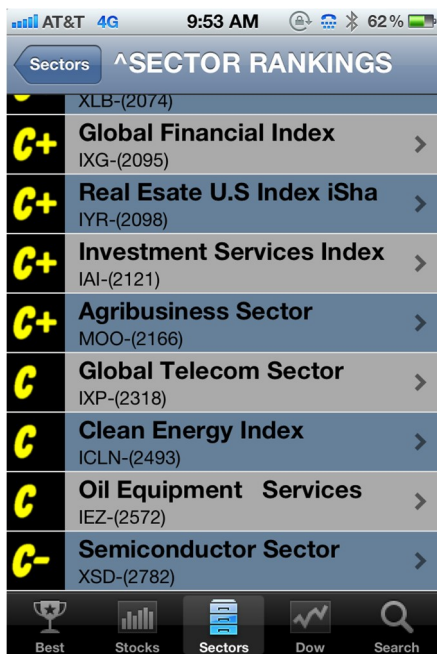 AT&T 4G 9:53 AM 62%
Sectors ^SECTOR RANKINGS
C XLB-(2074)
C+ Global Financial Index
IXG-(2095)
C+ Real Esate U.S Index iSha
IYR-(2098)
C+ Investment Services Index
IAI-(2121)
C+ Agribusiness Sector
MOO-(2166)
C Global Telecom Sector
IXP-(2318)
C Clean Energy Index
ICLN-(2493)
C Oil Equipment   Services
IEZ-(2572)
C- Semiconductor Sector
XSD-(2782)
Best Stocks Sectors Dow Search